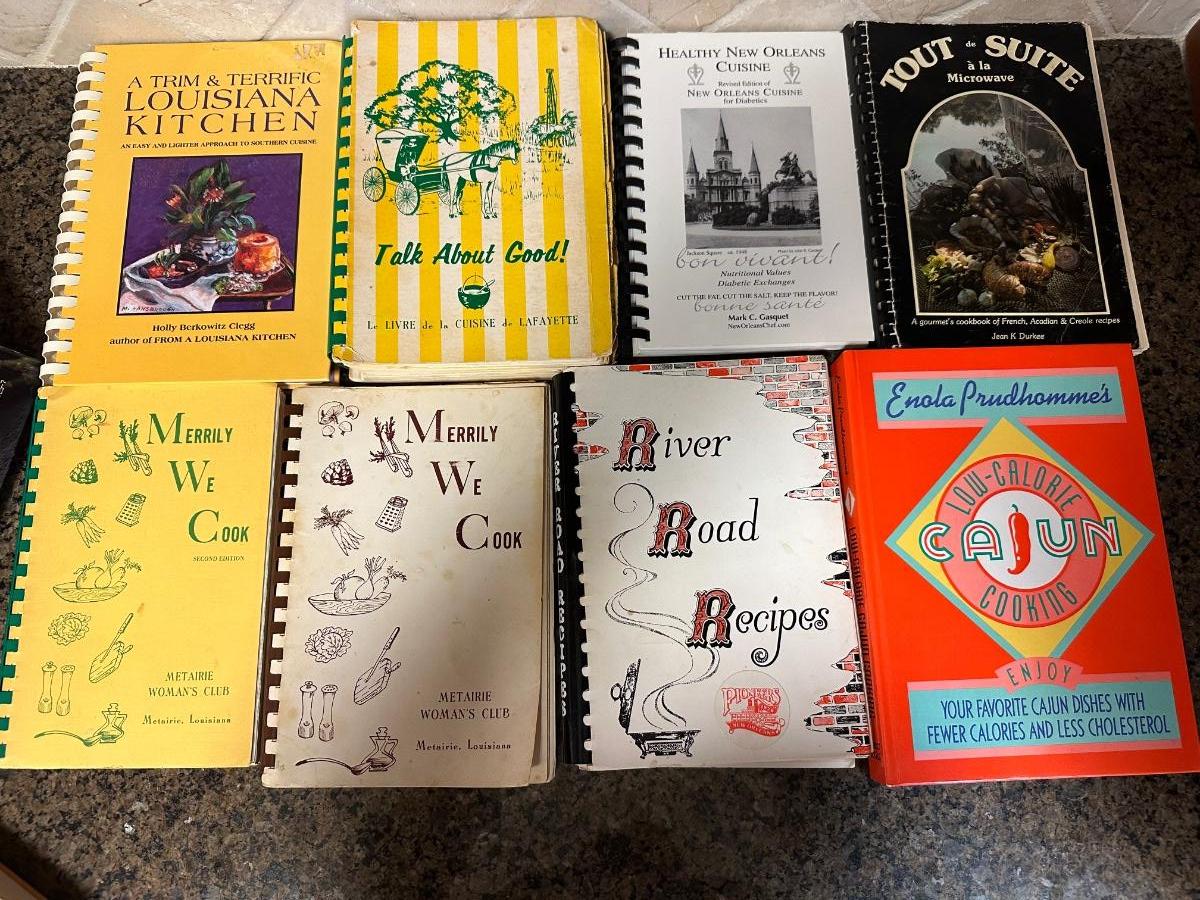 A TRIM & TERRIFIC
LOUISIANA
KITCHEN
AN EASY AND LIGHTER APPROACH TO SOUTHERN CUISINE
Holly Berkowitz Clegg
author of FROM A LOUISIANA KITCHEN
Talk About Good!
Le LIVRE de la CUISINE de LAFAYETTE
HEALTHY NEW ORLEANS
CUISINE
Revised Edition of
NEW ORLEANS CUISINE
for Diabetics
Jackson Square
bon vivant!
Nutritional Values
Diabetic Exchanges
CUT THE FAT, CUT THE SALT, KEEP THE FLAVOR!
bonne santé
Mark C. Gasquet
NewOrleansChef.com
TOUT de SUITE
à la
Microwave
A gourmet's cookbook of French, Acadian & Creole recipes
Jean K Durkee
MERRILY
WE
COOK
SECOND EDITION
METAIRIE
WOMAN'S CLUB
Metairie, Louisiana
MERRILY
WE
COOK
METAIRIE
WOMAN'S CLUB
Metairie, Louisiana
RIVER ROAD RECIPES
River
Road
Recipes
PIONEERS
NEW ORLEANS
Enola Prudhomme's
LOW-CALORIE
CAJUN
COOKING
ENJOY
YOUR FAVORITE CAJUN DISHES WITH
FEWER CALORIES AND LESS CHOLESTEROL